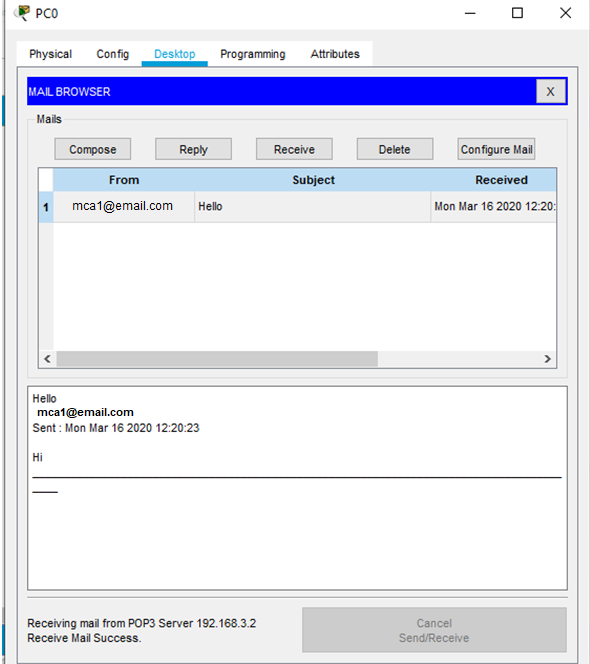 PC0
Physical Config Desktop Programming Attributes
MAIL BROWSER X
Mails
Compose Reply Receive Delete Configure Mail
From Subject Received
1 mca1@email.com Hello Mon Mar 16 2020 12:20:
Hello
mca1@email.com
Sent : Mon Mar 16 2020 12:20:23
Hi
Receiving mail from POP3 Server 192.168.3.2
Receive Mail Success.
Cancel
Send/Receive